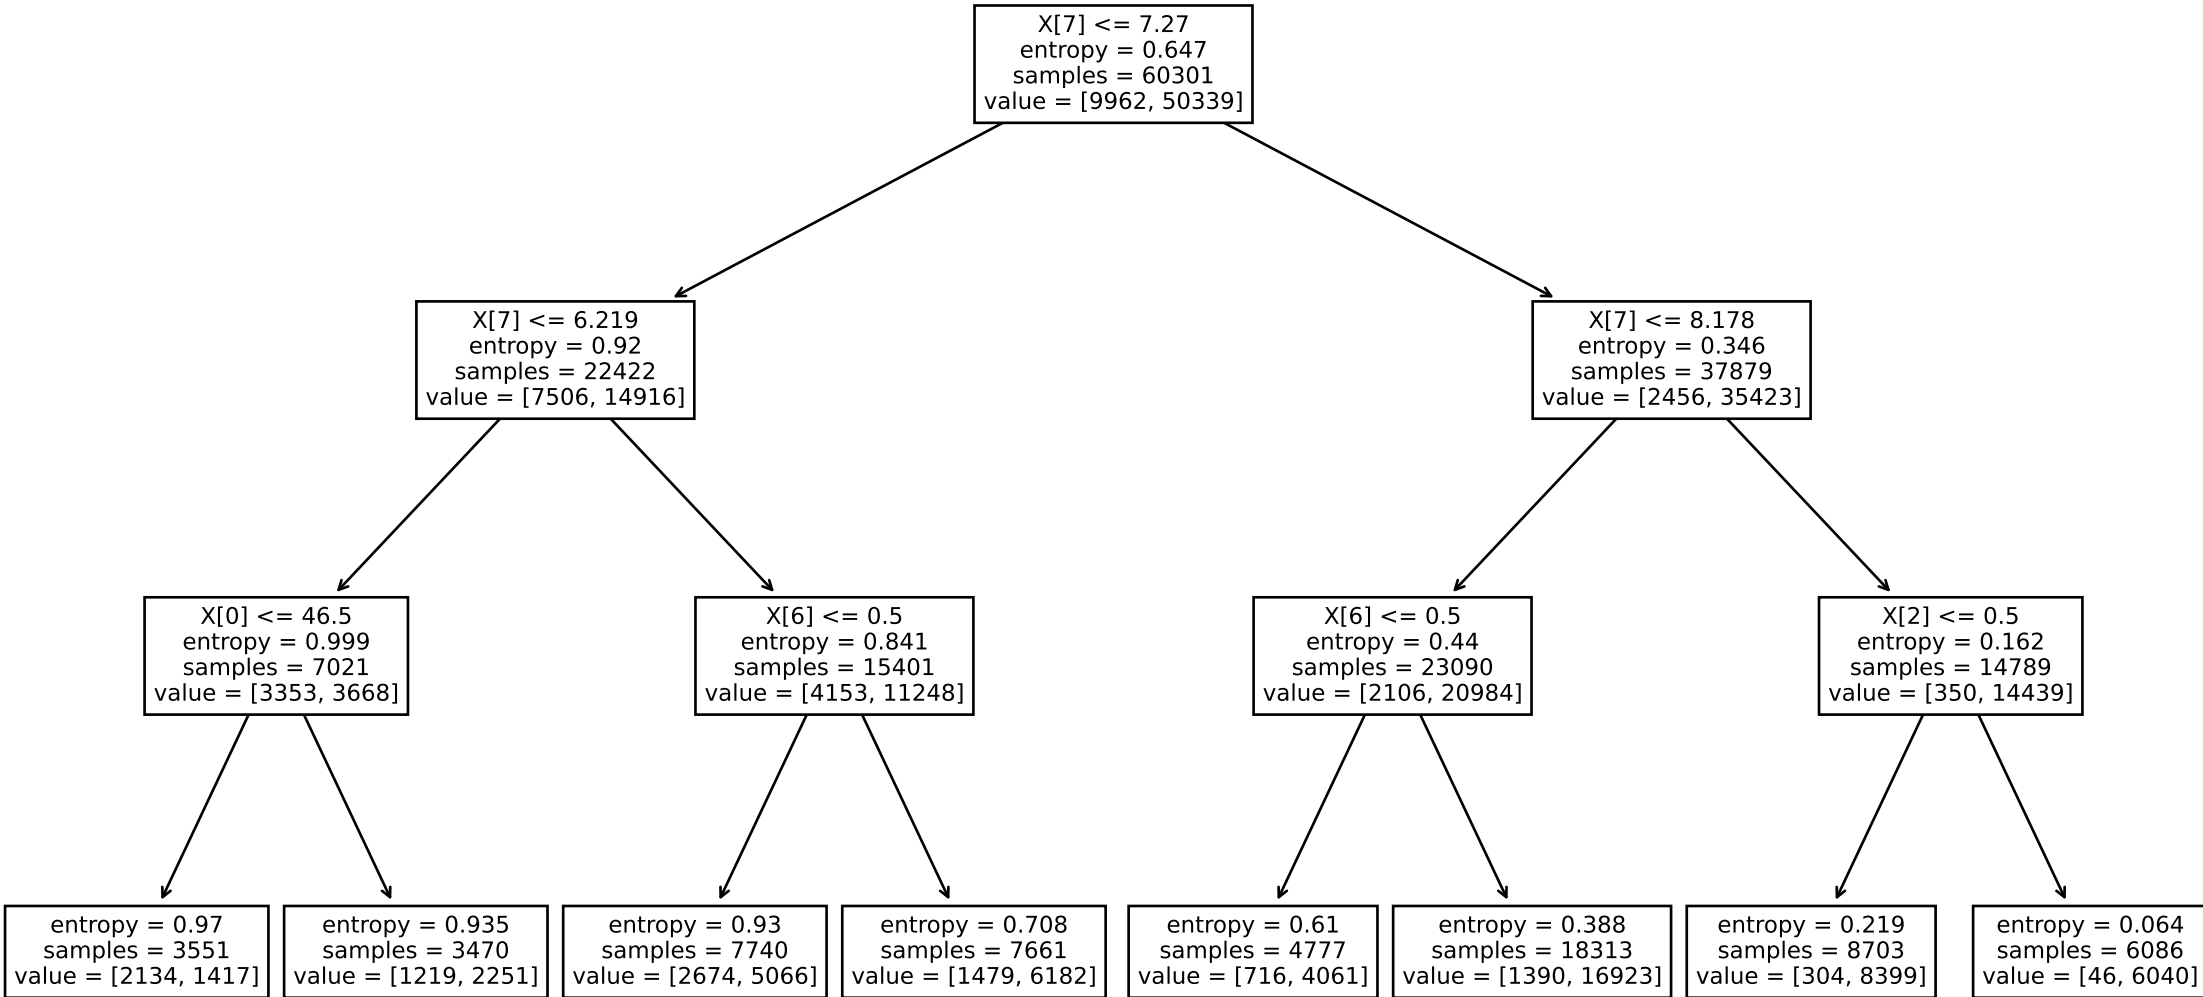 X[7] <= 7.27
entropy = 0.647
samples = 60301
value = [9962, 50339]
X[7] <= 6.219
entropy = 0.92
samples = 22422
value = [7506, 14916]
X[7] <= 8.178
entropy = 0.346
samples = 37879
value = [2456, 35423]
X[0] <= 46.5
entropy = 0.999
samples = 7021
value = [3353, 3668]
X[6] <= 0.5
entropy = 0.841
samples = 15401
value = [4153, 11248]
X[6] <= 0.5
entropy = 0.44
samples = 23090
value = [2106, 20984]
X[2] <= 0.5
entropy = 0.162
samples = 14789
value = [350, 14439]
entropy = 0.97
samples = 3551
value = [2134, 1417]
entropy = 0.935
samples = 3470
value = [1219, 2251]
entropy = 0.93
samples = 7740
value = [2674, 5066]
entropy = 0.708
samples = 7661
value = [1479, 6182]
entropy = 0.61
samples = 4777
value = [716, 4061]
entropy = 0.388
samples = 18313
value = [1390, 16923]
entropy = 0.219
samples = 8703
value = [304, 8399]
entropy = 0.064
samples = 6086
value = [46, 6040]